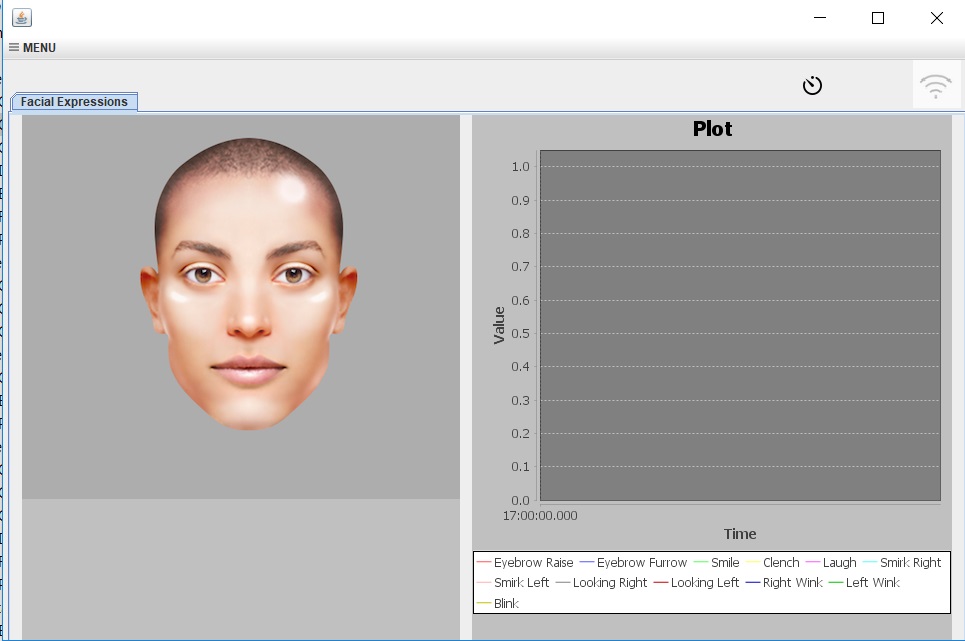 MENU
Facial Expressions
Plot
1.0
0.9
0.8
0.7
0.6
0.5
0.4
0.3
0.2
0.1
0.0
Value
17:00:00.000
Time
Eyebrow Raise Eyebrow Furrow Smile Clench Laugh Smirk Right
Smirk Left Looking Right Looking Left Right Wink Left Wink
Blink